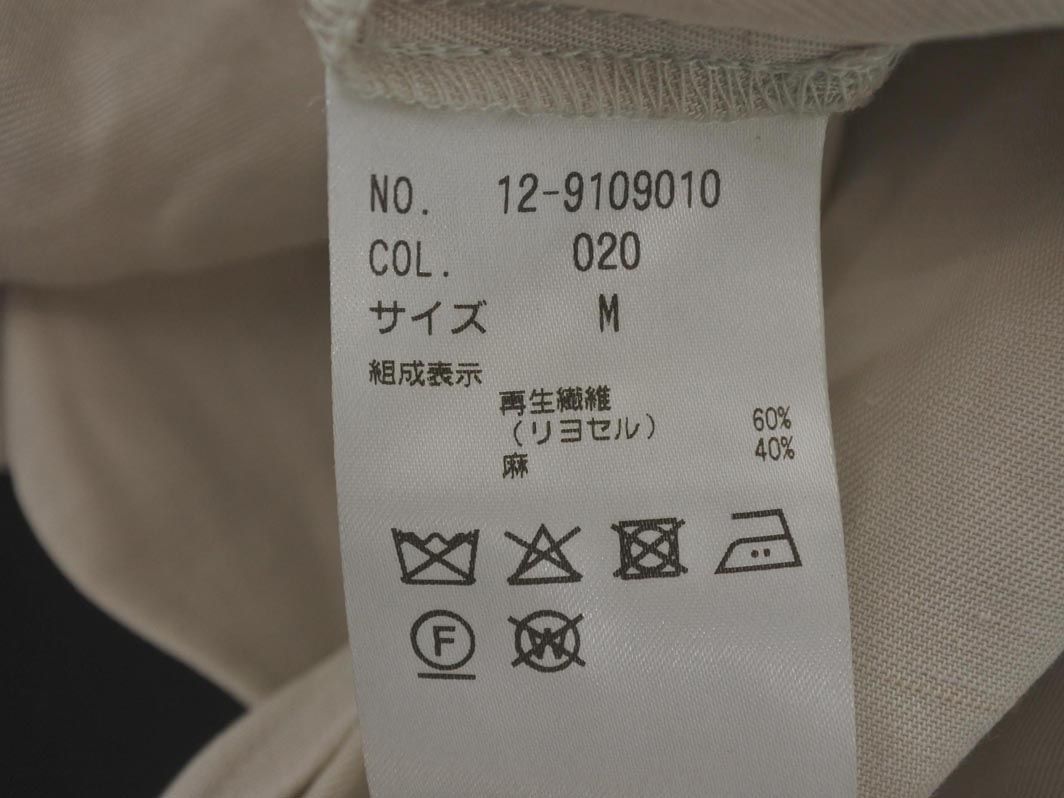 NO. 12-9109010
COL. 020
サイズ M
組成表示
再生繊維
(リヨセル) 60%
麻 40%
F W